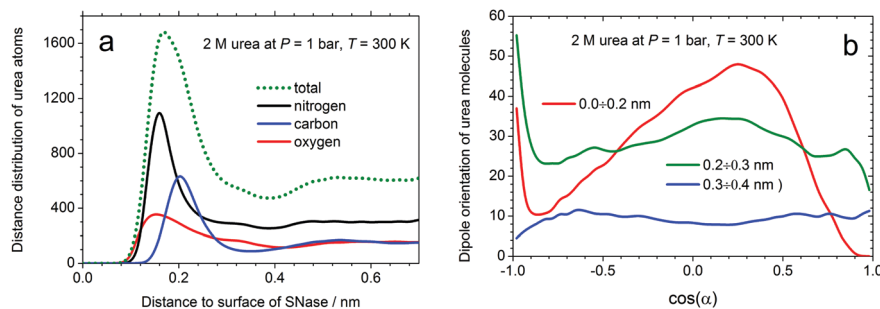 a
2 M urea at P = 1 bar, T = 300 K
total
nitrogen
carbon
oxygen
Distance distribution of urea atoms
1600
1200
800
400
0
0.0
0.2
0.4
0.6
Distance to surface of SNase / nm
b
2 M urea at P = 1 bar, T = 300 K
0.0÷0.2 nm
0.2÷0.3 nm
0.3÷0.4 nm )
Dipole orientation of urea molecules
60
50
40
30
20
10
0
-1.0
-0.5
0.0
0.5
1.0
cos(α)